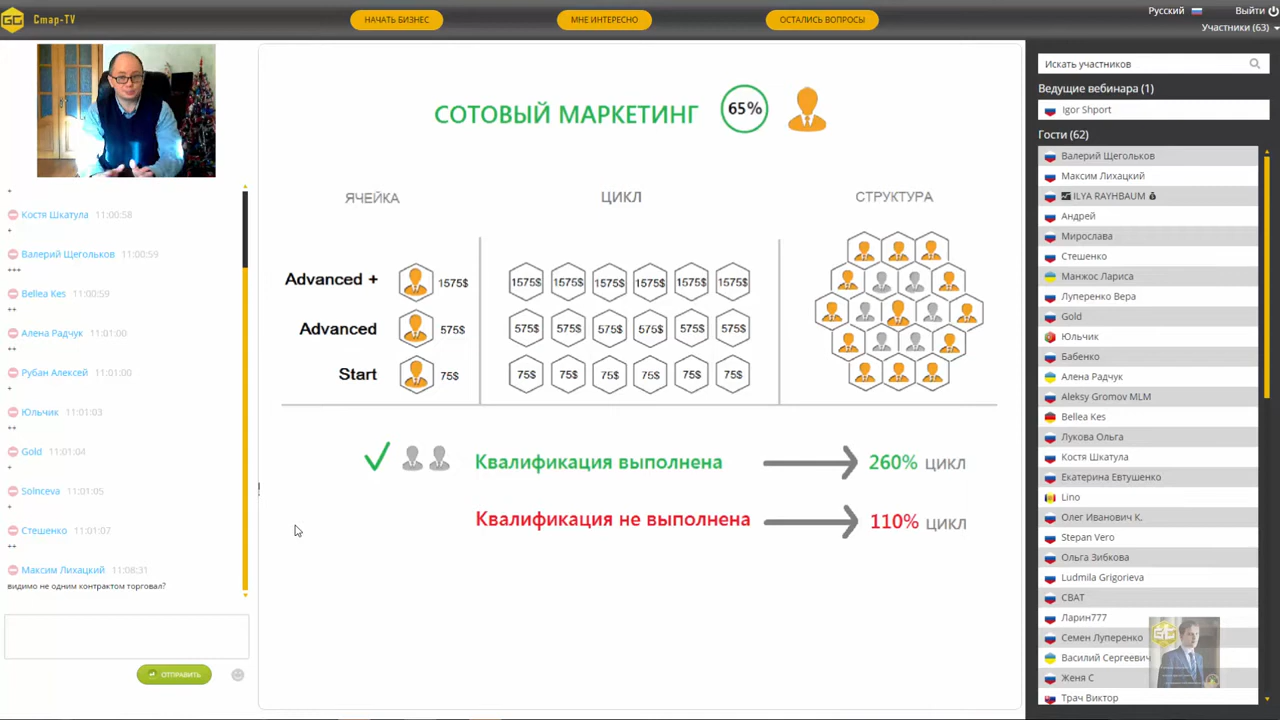 GC Стар-TV
НАЧАТЬ БИЗНЕС
МНЕ ИНТЕРЕСНО
ОСТАЛИСЬ ВОПРОСЫ
Русский
Выйти
Участники (63)
+
Костя Шкатула 11:00:58
+
Валерий Щегольков 11:00:59
+++
Bellea Kes 11:00:59
++
Алена Радчук 11:01:00
++
Рубан Алексей 11:01:00
+
Юльчик 11:01:03
++
Gold 11:01:04
+
Solnceva 11:01:05
+
Стешенко 11:01:07
++
Максим Лихацкий 11:08:31
видимо не одним контрактом торговал?
ОТПРАВИТЬ
СОТОВЫЙ МАРКЕТИНГ 65%
ЯЧЕЙКА ЦИКЛ СТРУКТУРА
Advanced + 1575$ 1575$ 1575$ 1575$ 1575$ 1575$ 1575$
Advanced 575$ 575$ 575$ 575$ 575$ 575$ 575$
Start 75$ 75$ 75$ 75$ 75$ 75$ 75$
Квалификация выполнена 260% цикл
Квалификация не выполнена 110% цикл
Искать участников
Ведущие вебинара (1)
Igor Shport
Гости (62)
Валерий Щегольков
Максим Лихацкий
ILYA RAYHBAUM
Андрей
Мирослава
Стешенко
Манжос Лариса
Луперенко Вера
Gold
Юльчик
Бабенко
Алена Радчук
Aleksy Gromov MLM
Bellea Kes
Лукова Ольга
Костя Шкатула
Екатерина Евтушенко
Lino
Олег Иванович К.
Stepan Vero
Ольга Зибкова
Ludmila Grigorieva
СВАТ
Ларин777
Семен Луперенко
Василий Сергеевич
Женя С
Трач Виктор
GC